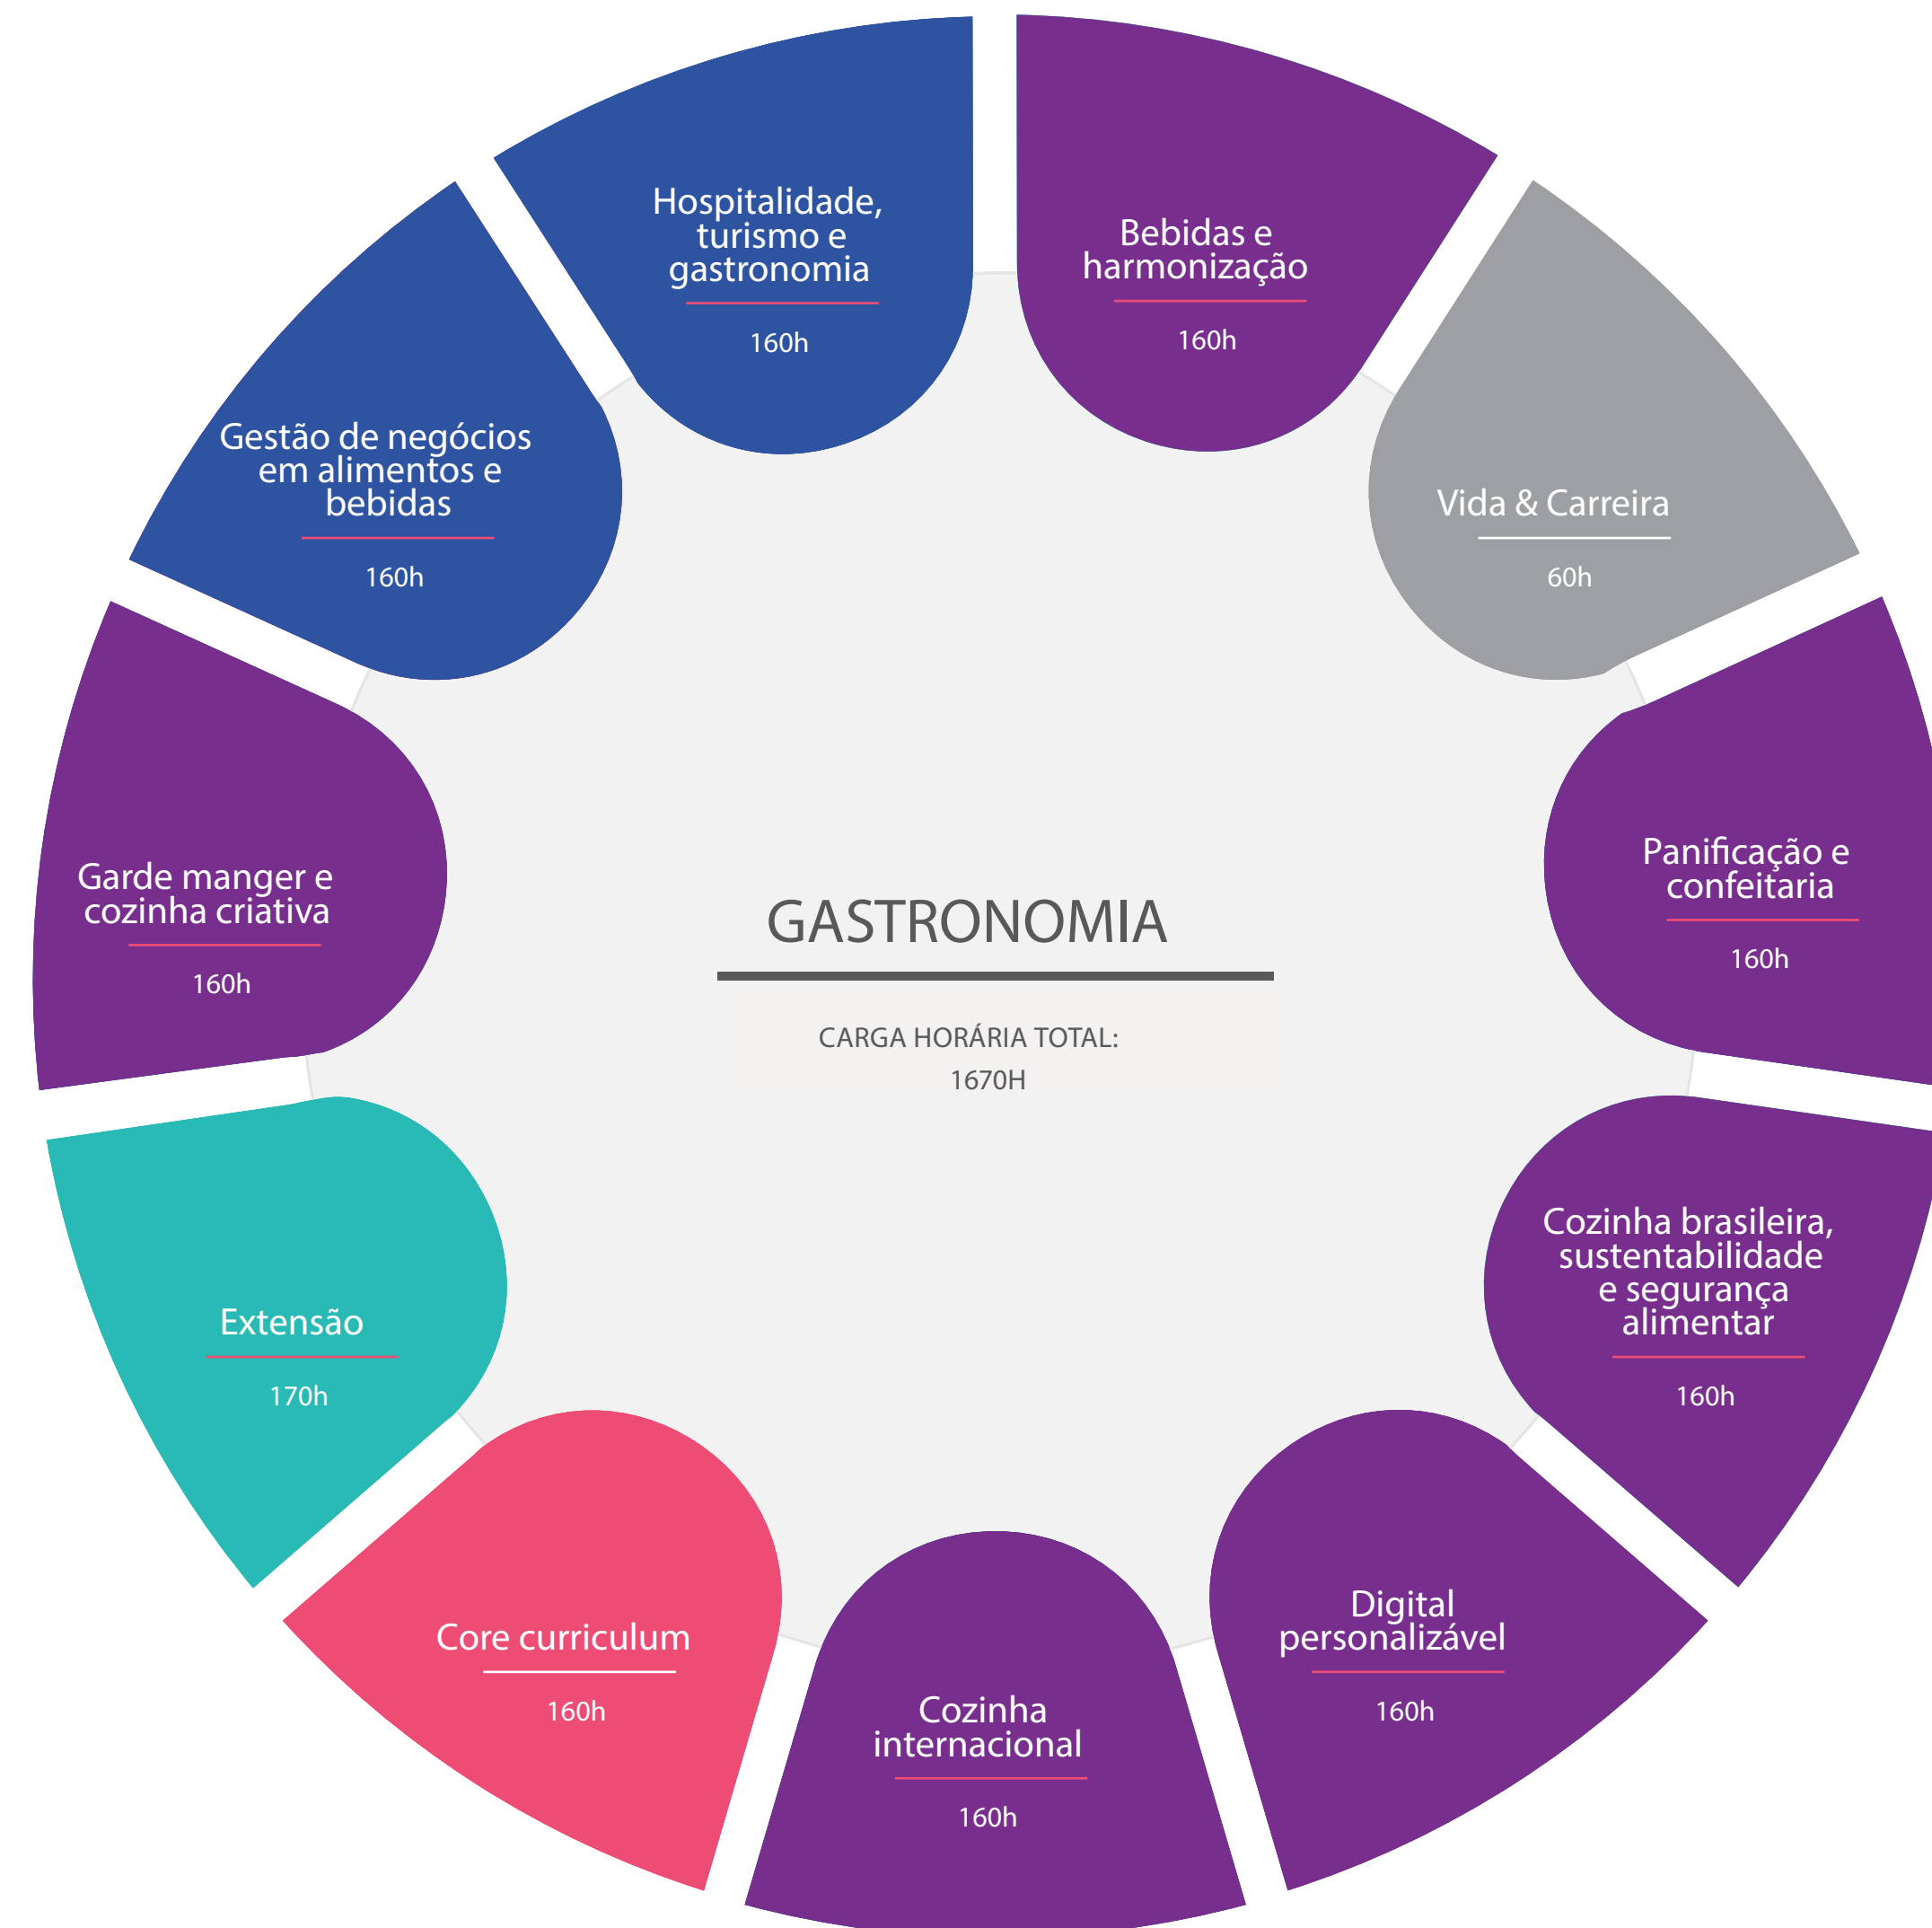 Hospitalidade,
turismo e
gastronomia
160h
Bebidas e
harmonização
160h
Gestão de negócios
em alimentos e
bebidas
160h
Vida & Carreira
60h
Garde manger e
cozinha criativa
160h
Panificação e
confeitaria
160h
GASTRONOMIA
CARGA HORÁRIA TOTAL:
1670H
Extensão
170h
Cozinha brasileira,
sustentabilidade
e segurança
alimentar
160h
Core curriculum
160h
Cozinha
internacional
160h
Digital
personalizável
160h